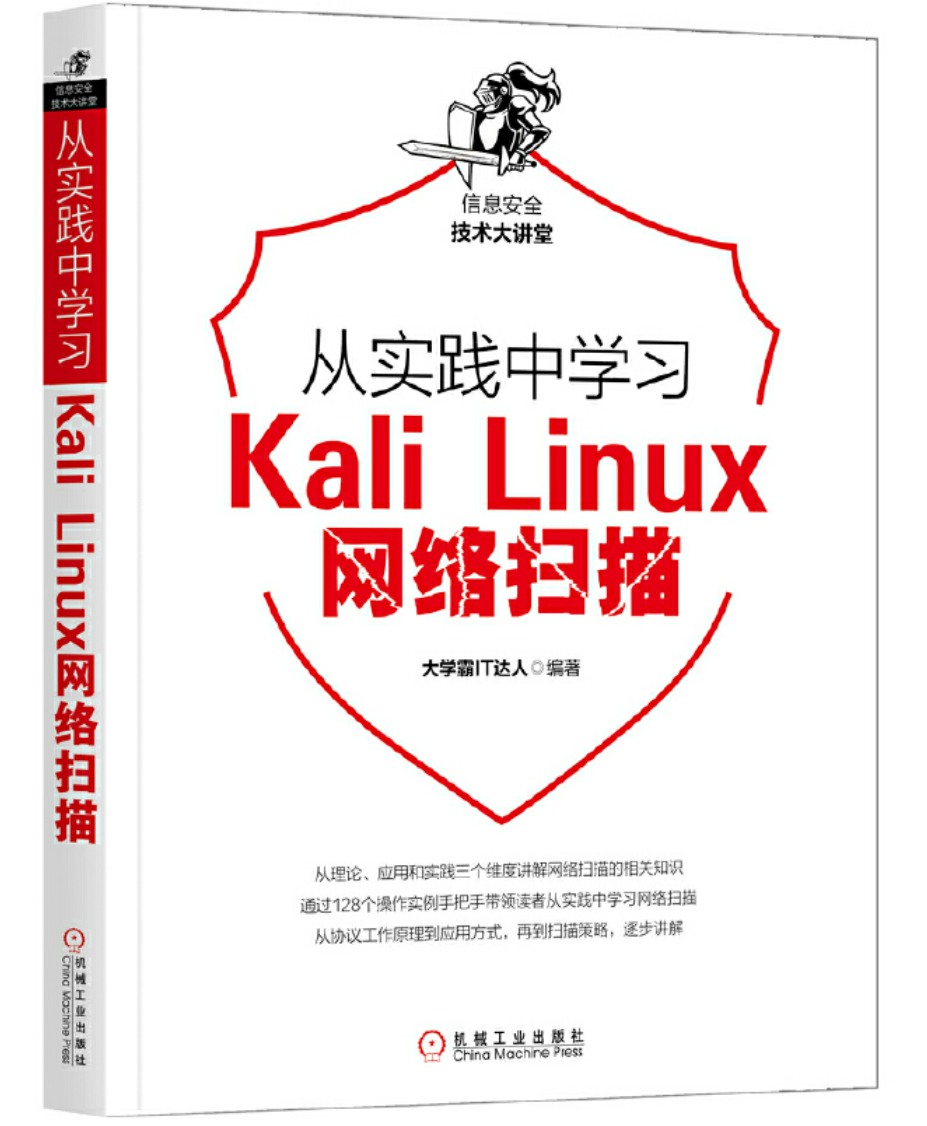 信息安全
技术大讲堂
从实践中学习
Kali Linux网络扫描
机械工业出版社
China Machine Press
信息安全
技术大讲堂
从实践中学习
Kali Linux
网络扫描
大学霸IT达人◎编著
从理论、应用和实践三个维度讲解网络扫描的相关知识
通过128个操作实例手把手带领读者从实践中学习网络扫描
从协议工作原理到应用方式，再到扫描策略，逐步讲解
机械工业出版社
China Machine Press